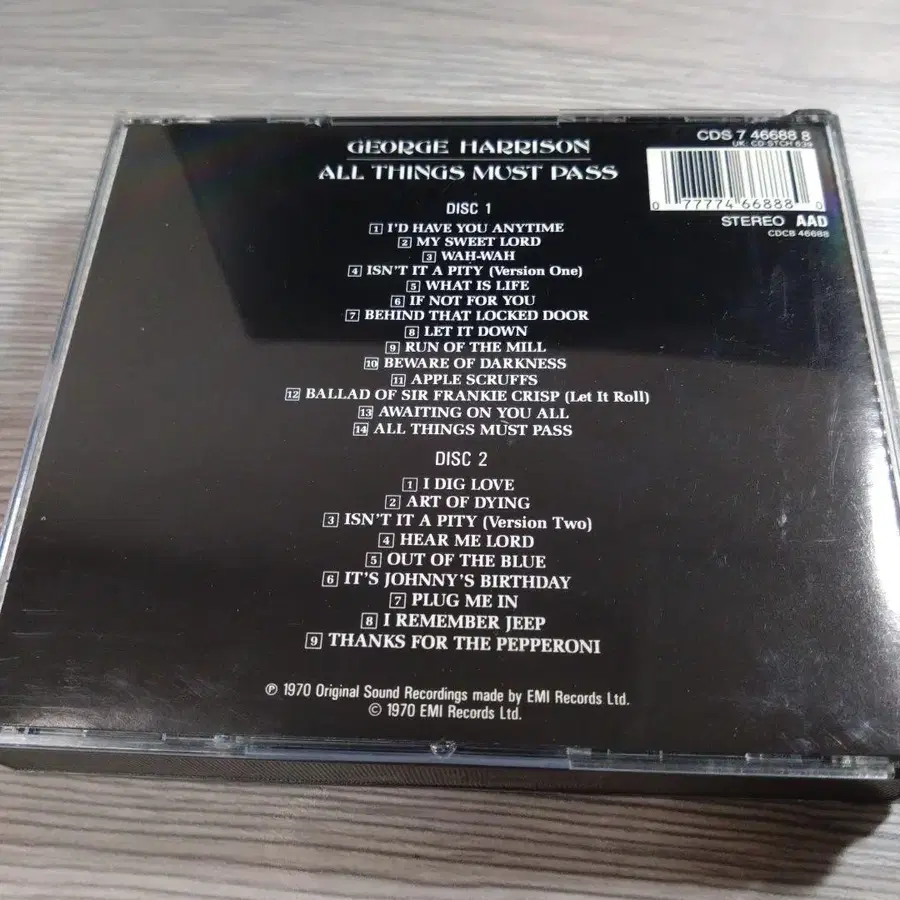 GEORGE HARRISON
ALL THINGS MUST PASS
CDS 7 46688 8
UK: CD STCH 639
0 77774 66888 0
STEREO AAD
CDCB 46688
DISC 1
1 I'D HAVE YOU ANYTIME
2 MY SWEET LORD
3 WAH-WAH
4 ISN'T IT A PITY (Version One)
5 WHAT IS LIFE
6 IF NOT FOR YOU
7 BEHIND THAT LOCKED DOOR
8 LET IT DOWN
9 RUN OF THE MILL
10 BEWARE OF DARKNESS
11 APPLE SCRUFFS
12 BALLAD OF SIR FRANKIE CRISP (Let It Roll)
13 AWAITING ON YOU ALL
14 ALL THINGS MUST PASS
DISC 2
1 I DIG LOVE
2 ART OF DYING
3 ISN'T IT A PITY (Version Two)
4 HEAR ME LORD
5 OUT OF THE BLUE
6 IT'S JOHNNY'S BIRTHDAY
7 PLUG ME IN
8 I REMEMBER JEEP
9 THANKS FOR THE PEPPERONI
℗ 1970 Original Sound Recordings made by EMI Records Ltd.
© 1970 EMI Records Ltd.